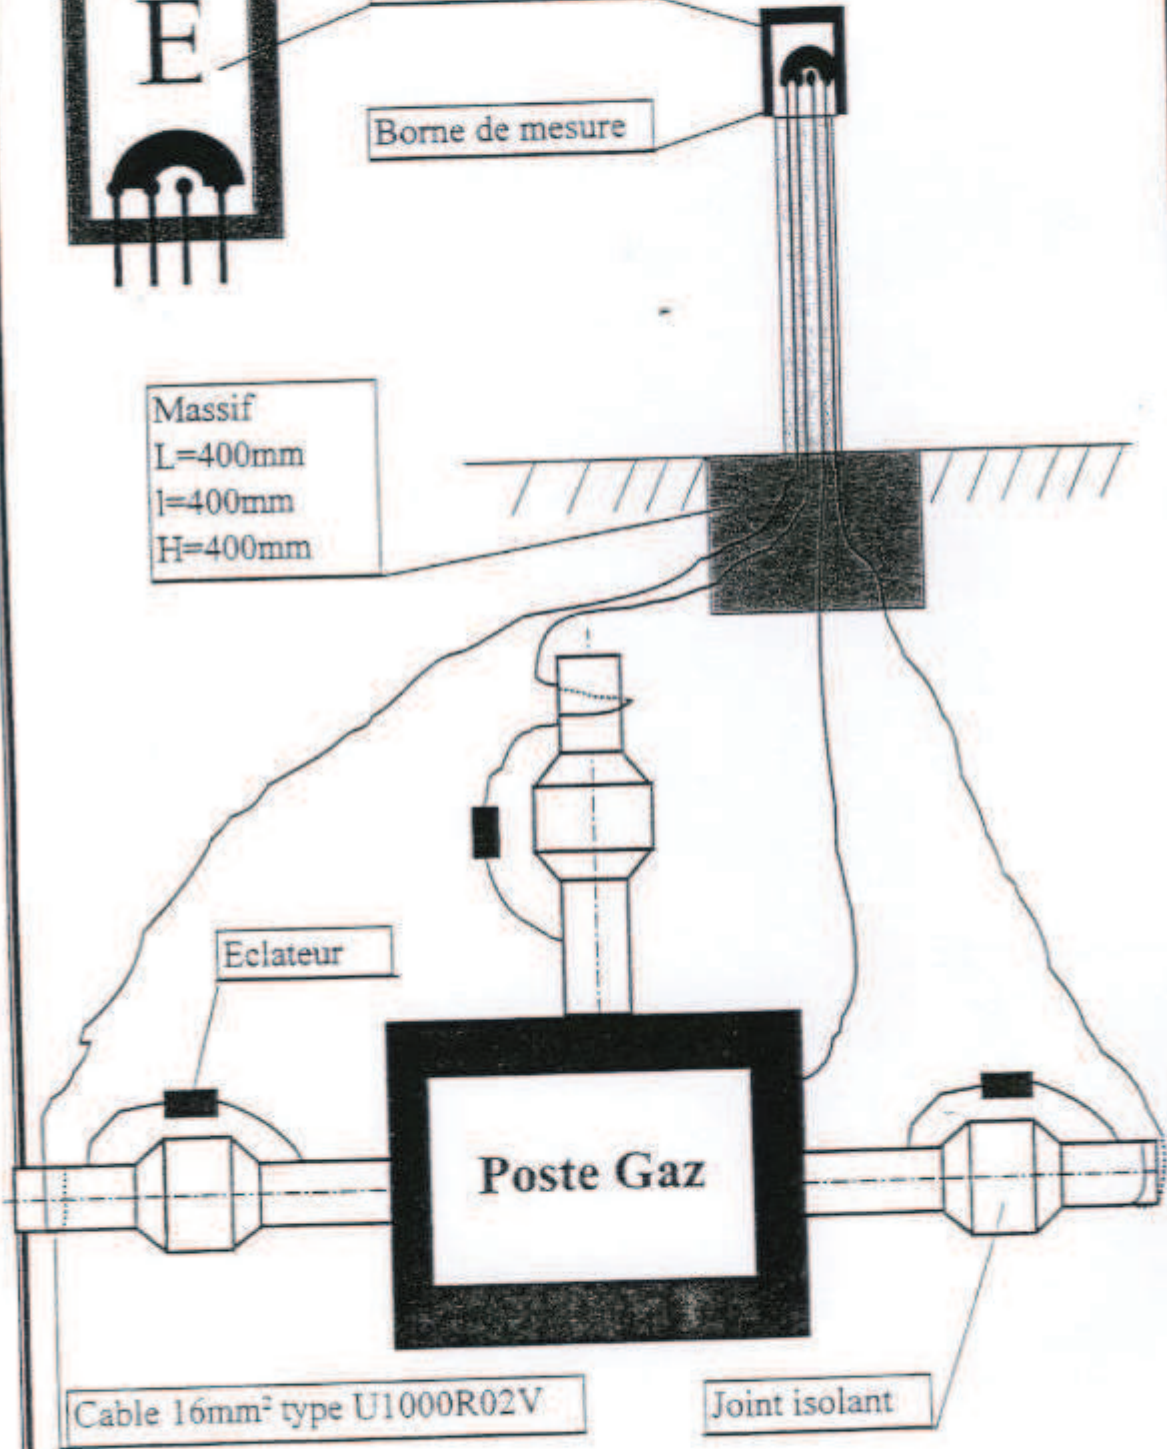 E
Borne de mesure
Massif
L=400mm
l=400mm
H=400mm
Eclateur
Poste Gaz
Cable 16mm² type U1000R02V
Joint isolant